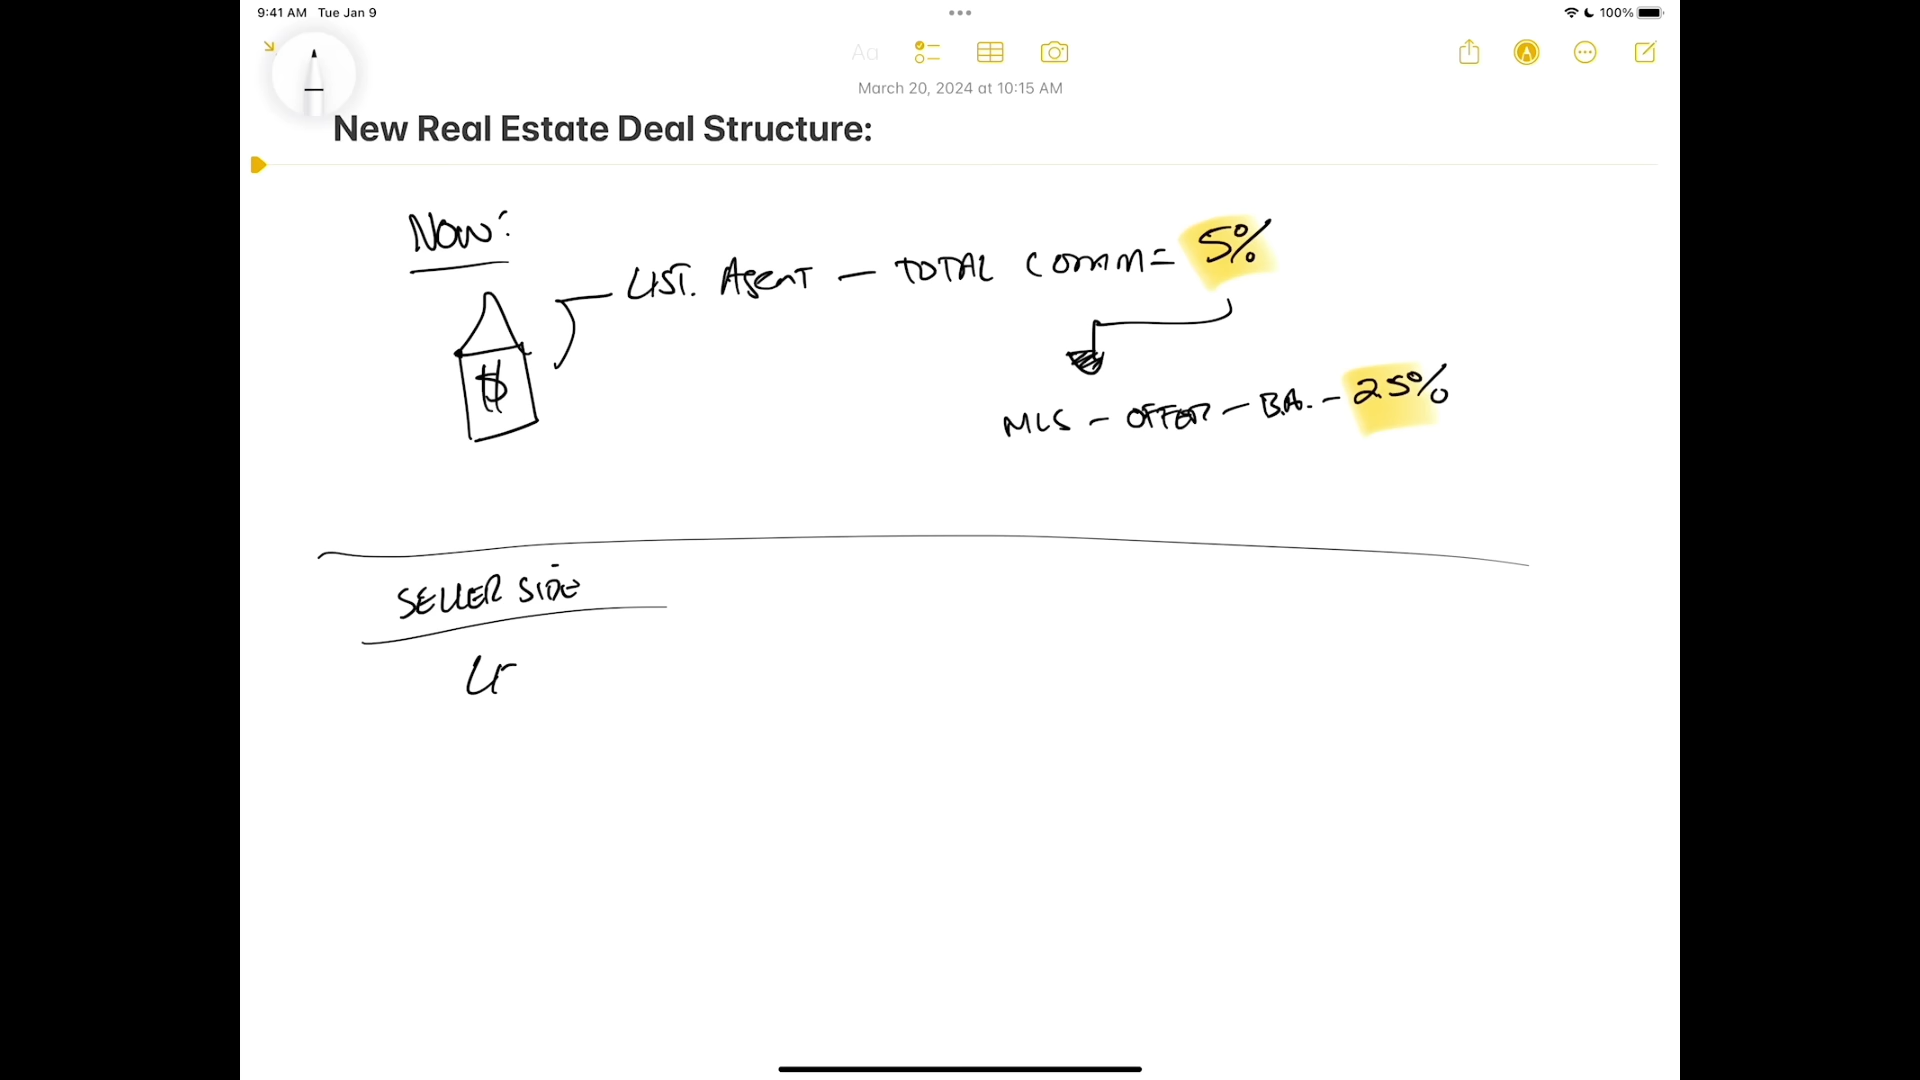 9:41 AM Tue Jan 9
100%
Aa
March 20, 2024 at 10:15 AM
New Real Estate Deal Structure:
NOW:
LIST. AGENT — TOTAL COMM = 5%
$
MLS — OFFER — B.A. — 2.5%
SELLER SIDE